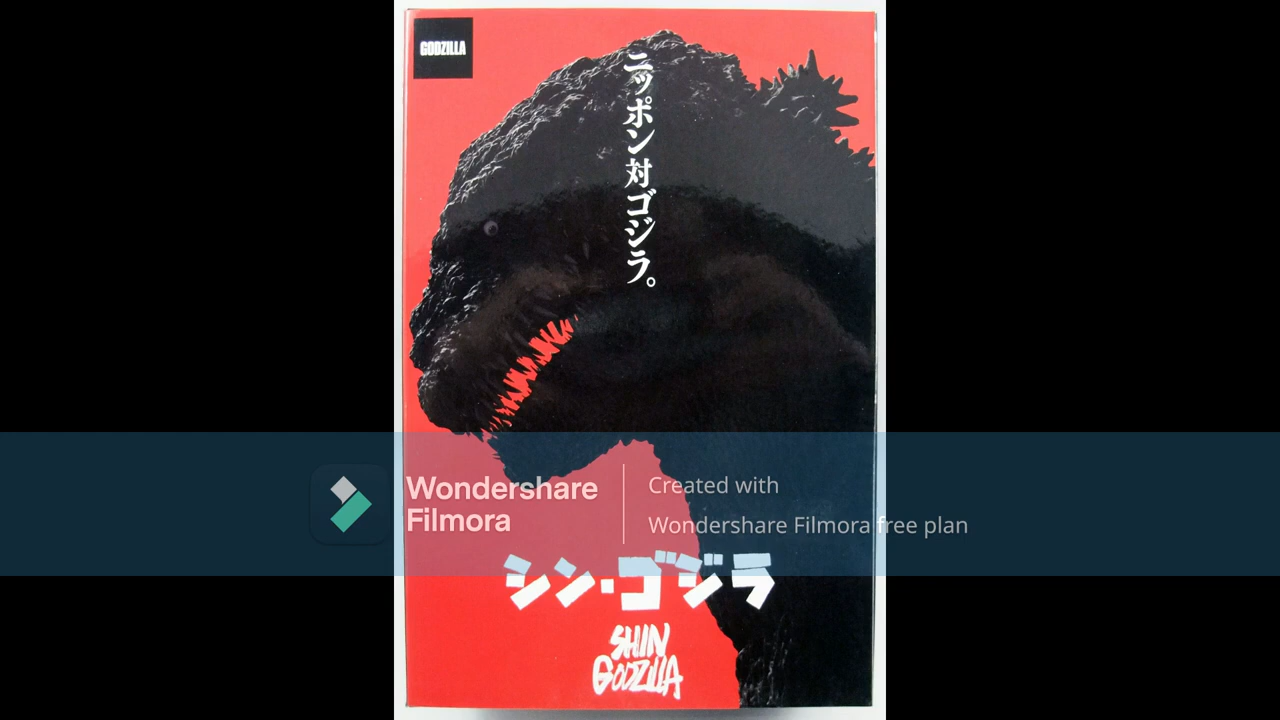 GODZILLA
ニッポン対ゴジラ。
Wondershare
Filmora
Created with
Wondershare Filmora free plan
シン・ゴジラ
SHIN
GODZILLA